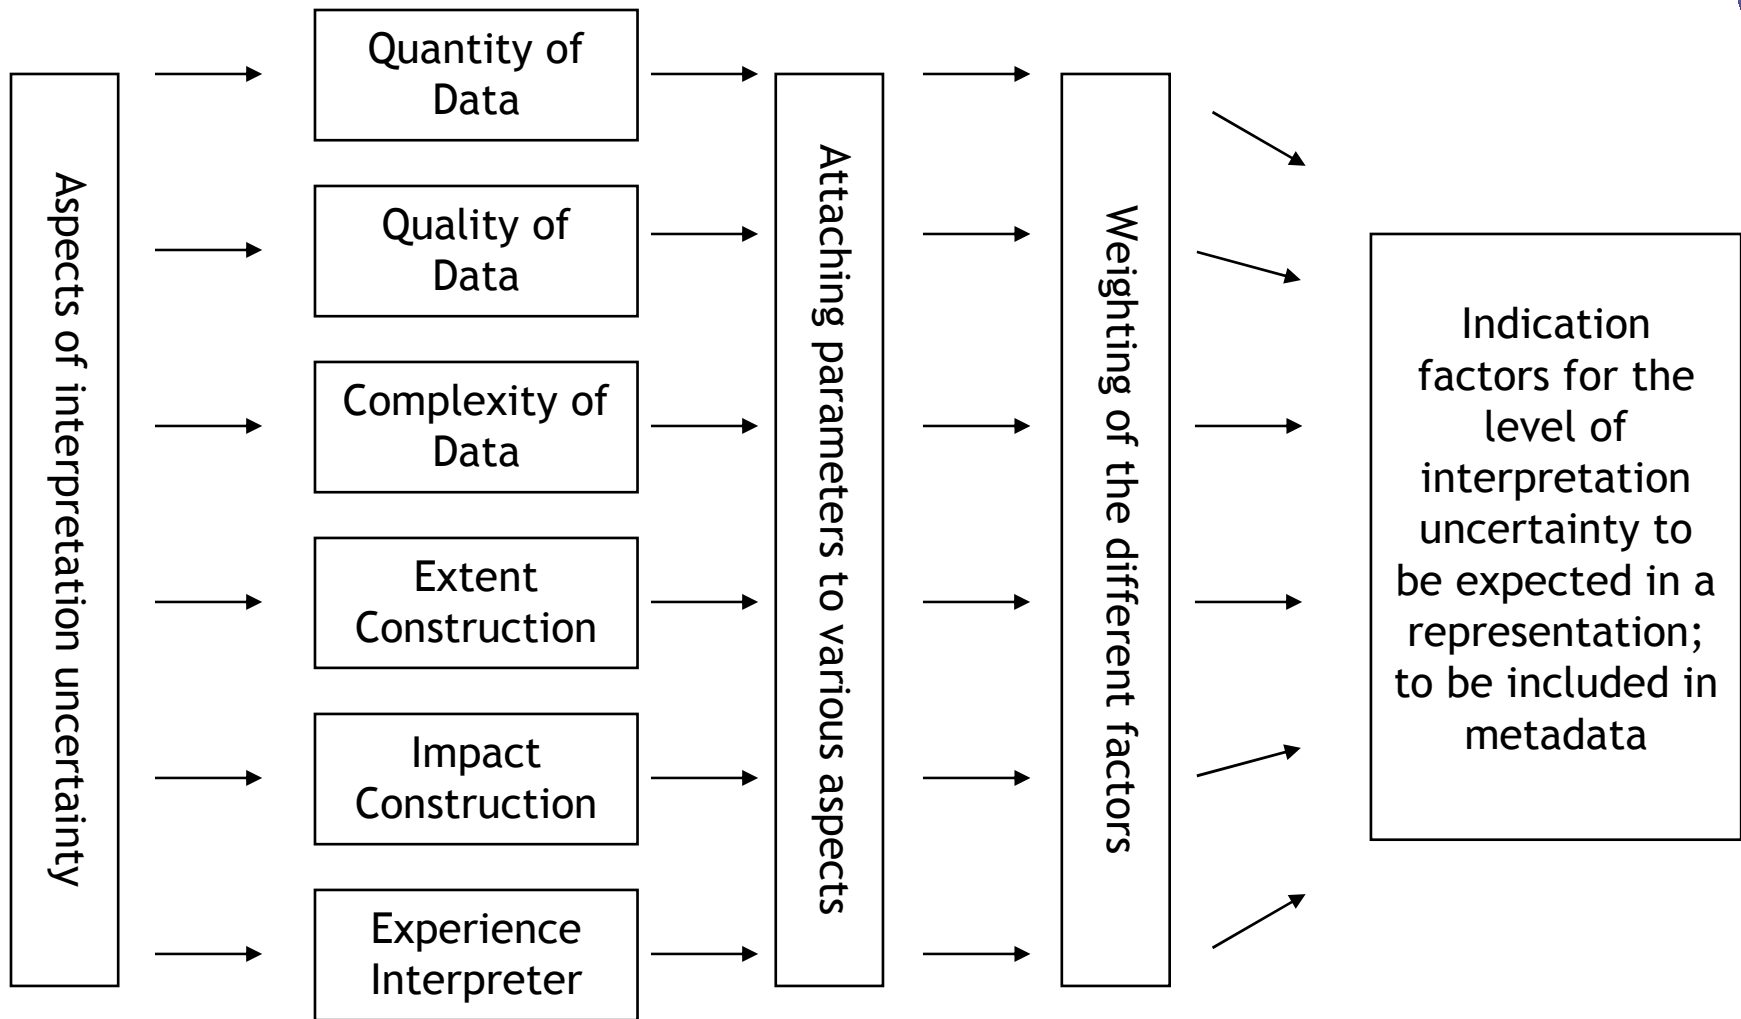 Aspects of interpretation uncertainty
Quantity of
Data
Quality of
Data
Complexity of
Data
Extent
Construction
Impact
Construction
Experience
Interpreter
Attaching parameters to various aspects
Weighting of the different factors
Indication
factors for the
level of
interpretation
uncertainty to
be expected in a
representation;
to be included in
metadata